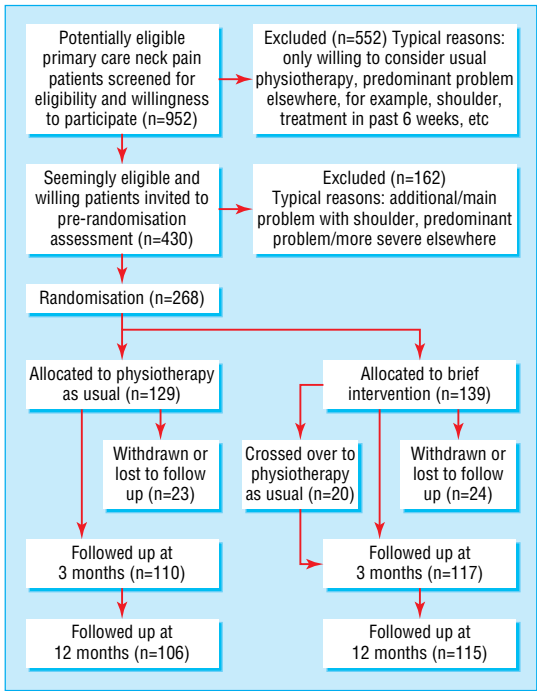 Potentially eligible
primary care neck pain
patients screened for
eligibility and willingness
to participate (n=952)
Excluded (n=552) Typical reasons:
only willing to consider usual
physiotherapy, predominant problem
elsewhere, for example, shoulder,
treatment in past 6 weeks, etc
Seemingly eligible and
willing patients invited to
pre-randomisation
assessment (n=430)
Excluded (n=162)
Typical reasons: additional/main
problem with shoulder, predominant
problem/more severe elsewhere
Randomisation (n=268)
Allocated to physiotherapy
as usual (n=129)
Allocated to brief
intervention (n=139)
Withdrawn or
lost to follow
up (n=23)
Crossed over to
physiotherapy
as usual (n=20)
Withdrawn or
lost to follow
up (n=24)
Followed up at
3 months (n=110)
Followed up at
3 months (n=117)
Followed up at
12 months (n=106)
Followed up at
12 months (n=115)